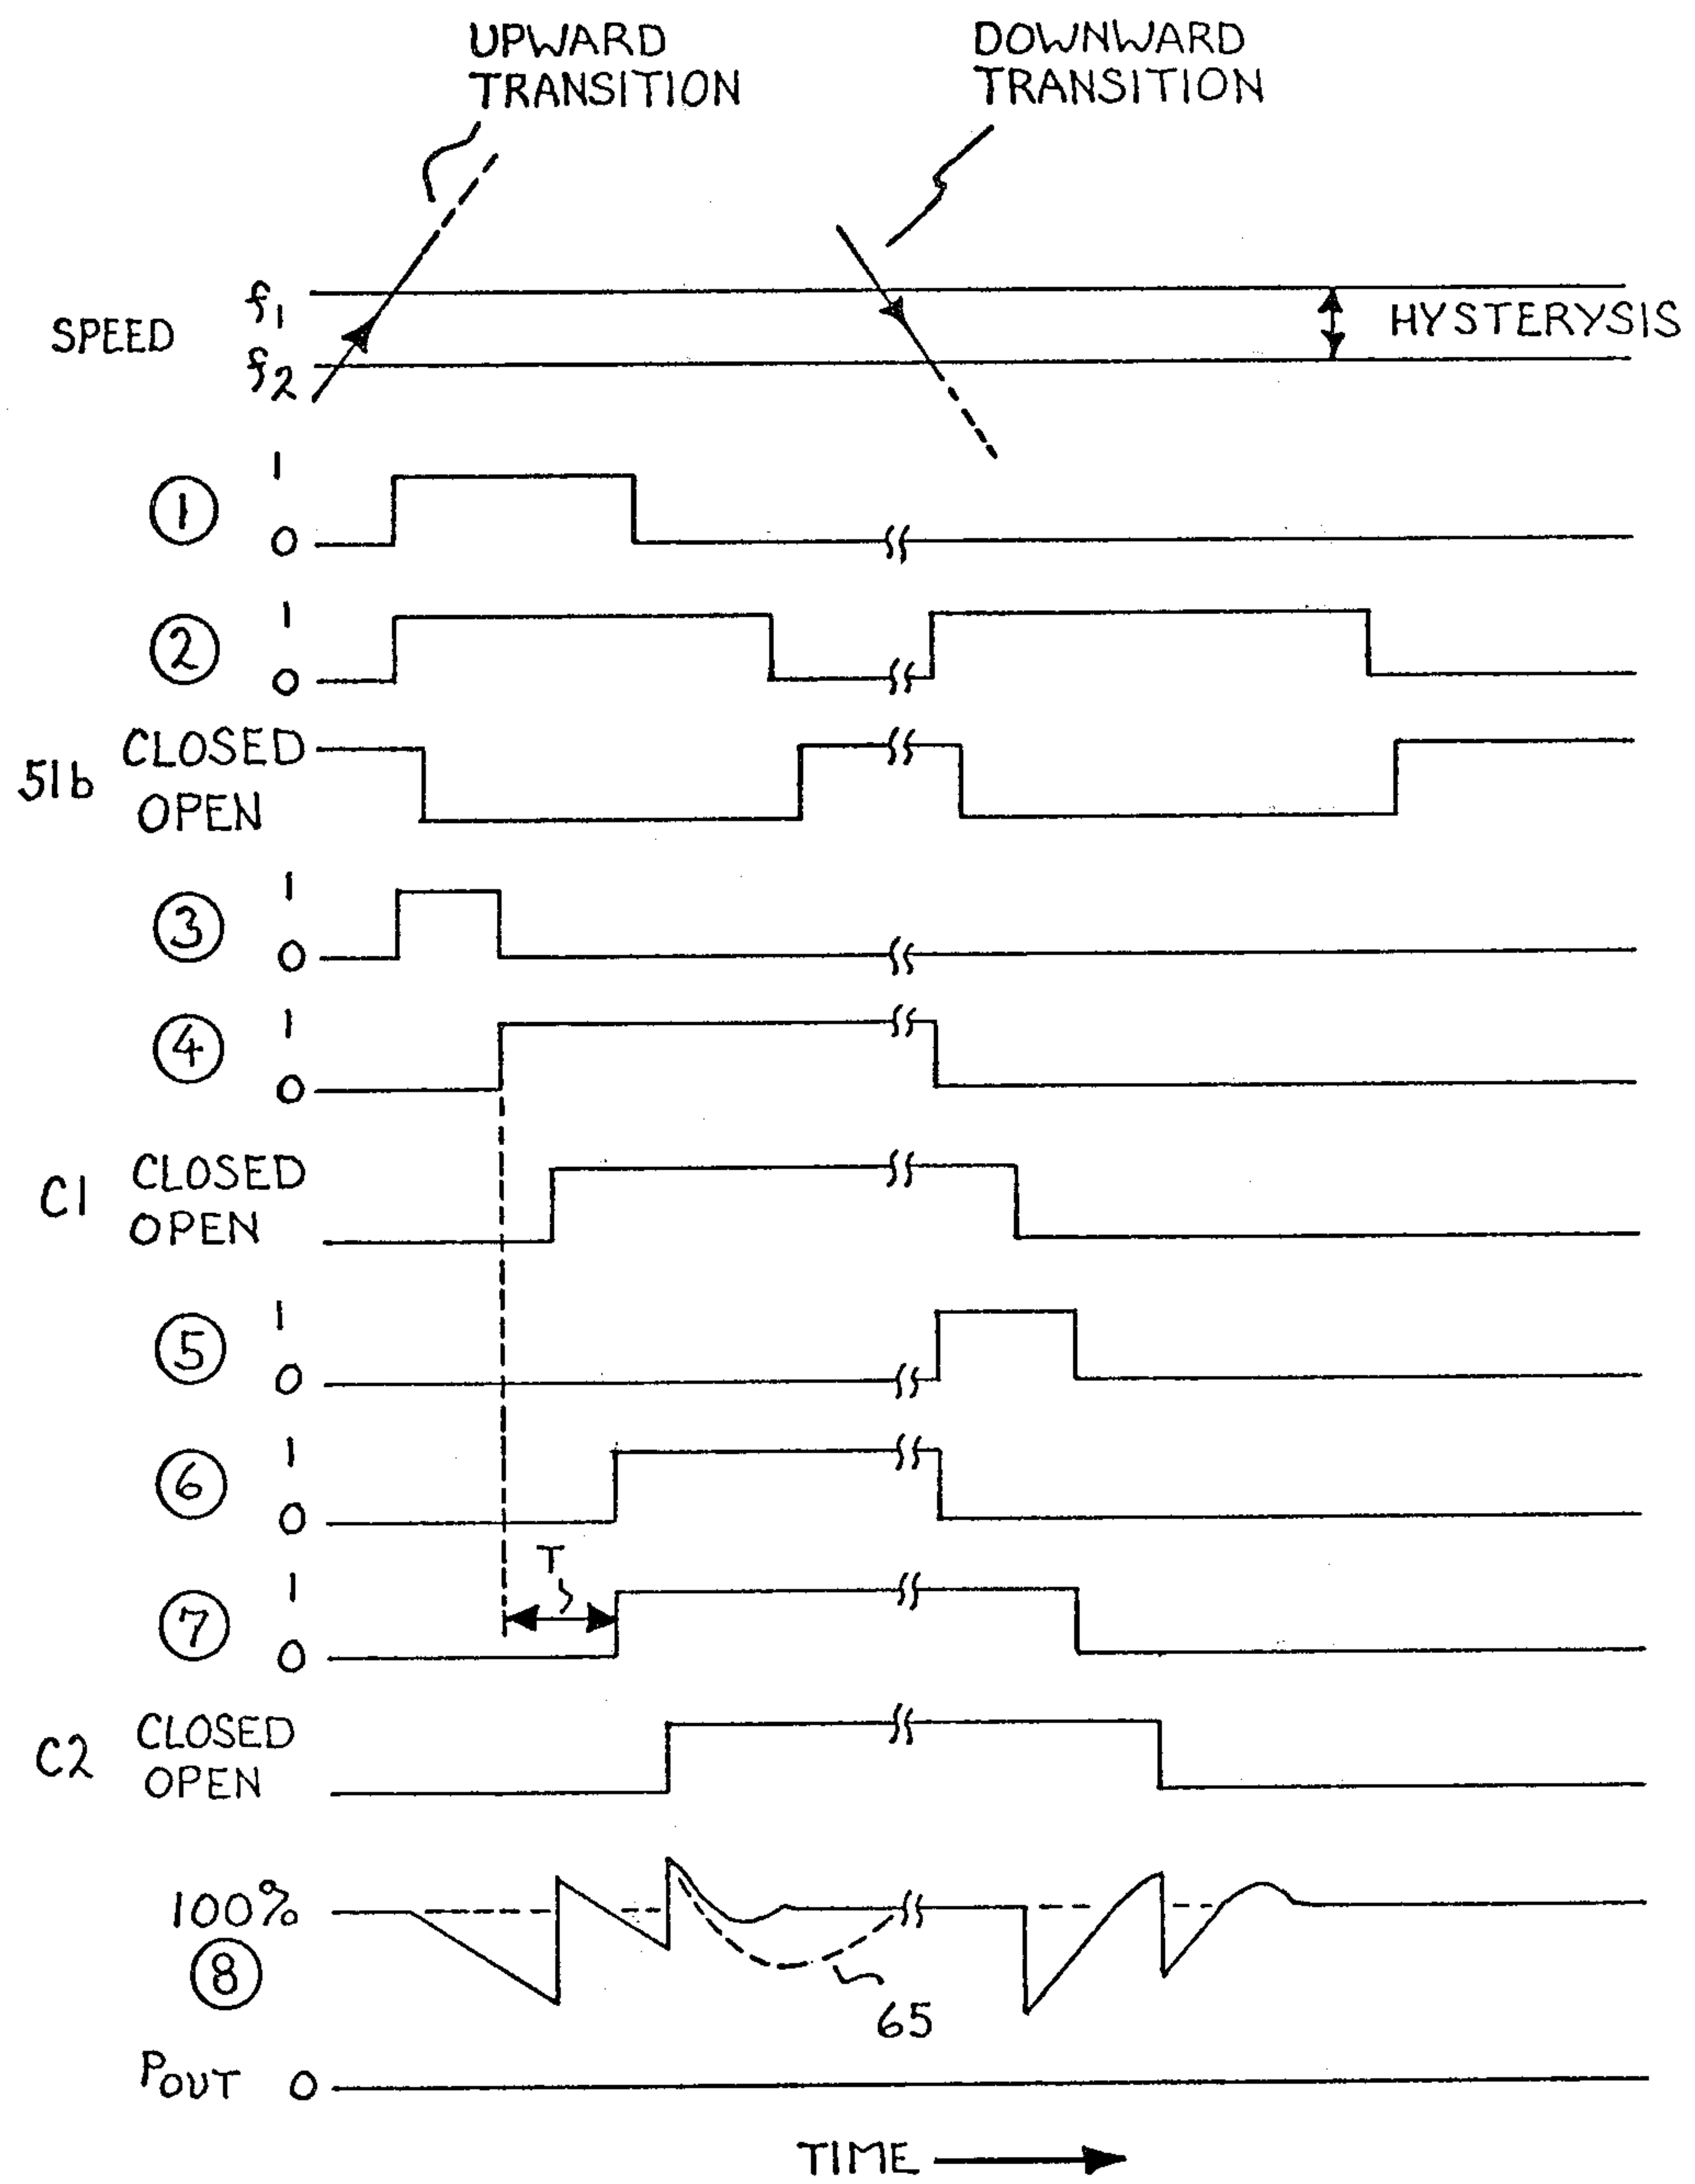 UPWARD
TRANSITION
DOWNWARD
TRANSITION
f1
SPEED
f2
HYSTERYSIS
1
① 
0
1
②
0
51b CLOSED
OPEN
1
③
0
1
④
0
C1 CLOSED
OPEN
1
⑤
0
1
⑥
0
T
1
⑦
0
C2 CLOSED
OPEN
100%
⑧
65
POUT 0
TIME